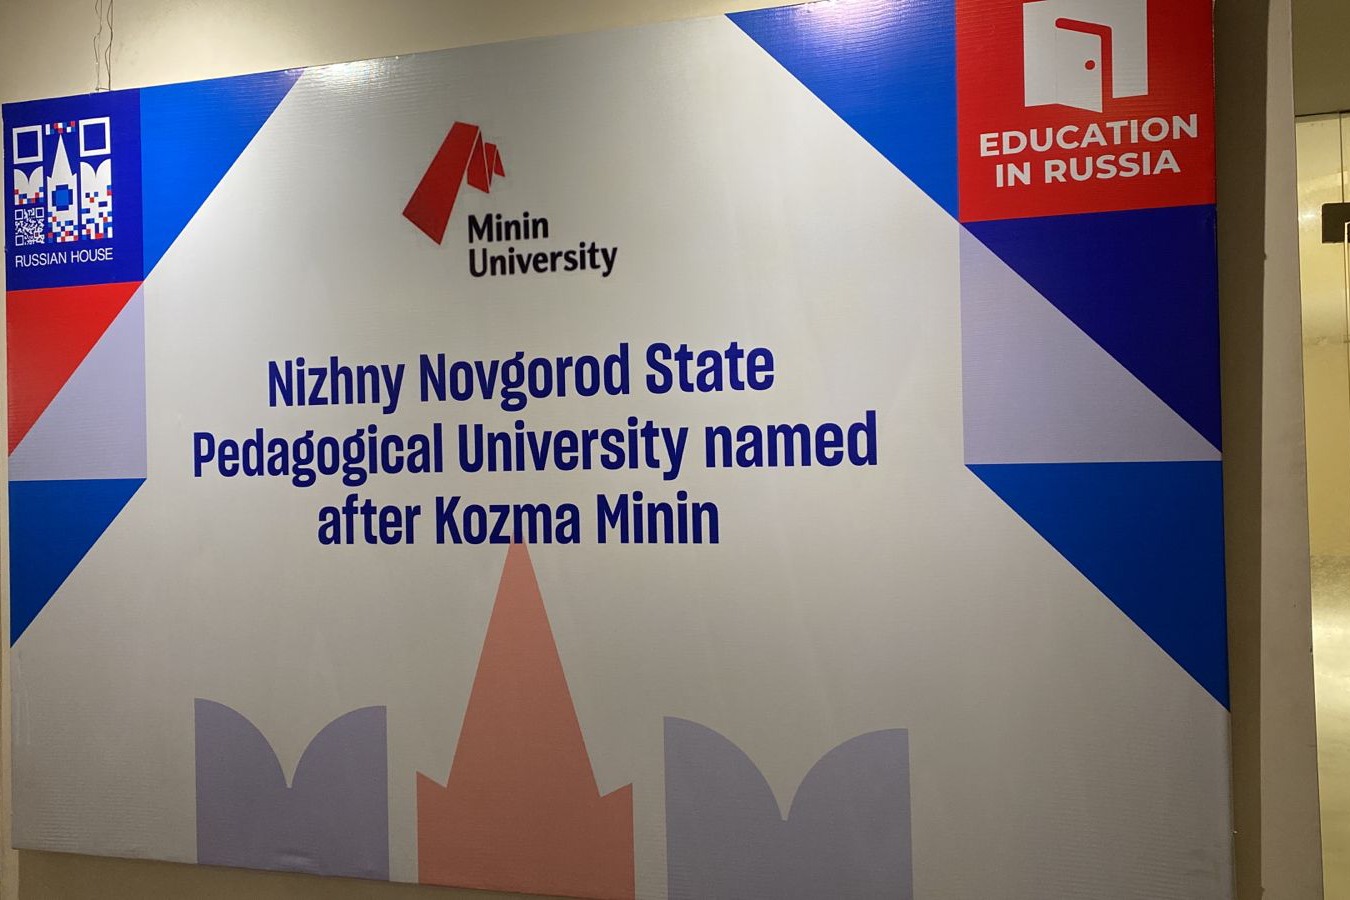 RUSSIAN HOUSE
EDUCATION
IN RUSSIA
Minin
University
Nizhny Novgorod State
Pedagogical University named
after Kozma Minin